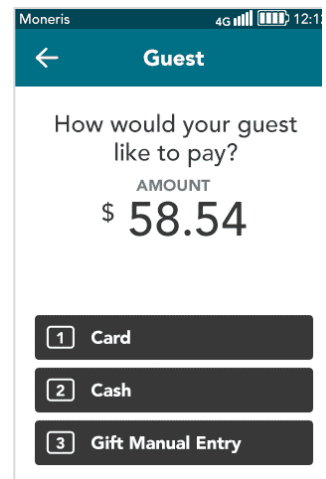 Moneris 4G
Guest
How would your guest
like to pay?
AMOUNT
$ 58.54
1 Card
2 Cash
3 Gift Manual Entry